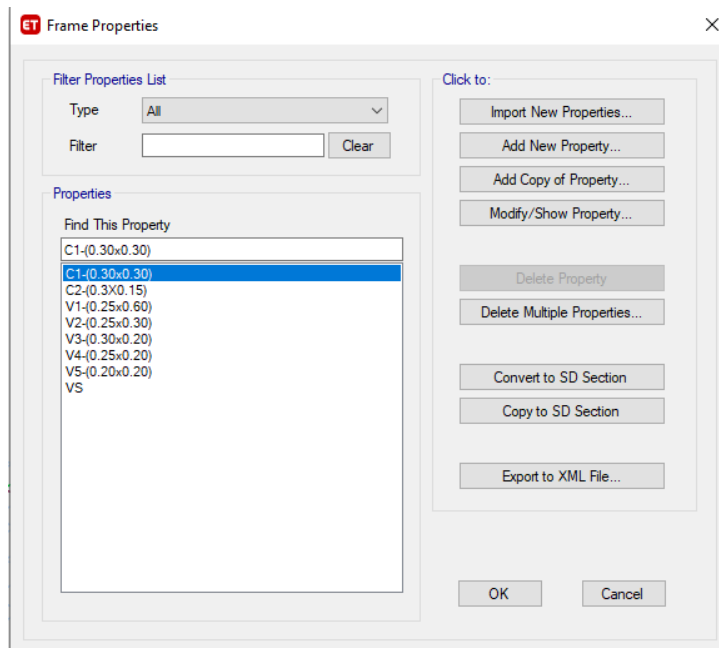 ET Frame Properties
Filter Properties List
Type All
Filter Clear
Properties
Find This Property
C1-(0.30x0.30)
C1-(0.30x0.30)
C2-(0.3X0.15)
V1-(0.25x0.60)
V2-(0.25x0.30)
V3-(0.30x0.20)
V4-(0.25x0.20)
V5-(0.20x0.20)
VS
Click to:
Import New Properties...
Add New Property...
Add Copy of Property...
Modify/Show Property...
Delete Property
Delete Multiple Properties...
Convert to SD Section
Copy to SD Section
Export to XML File...
OK Cancel